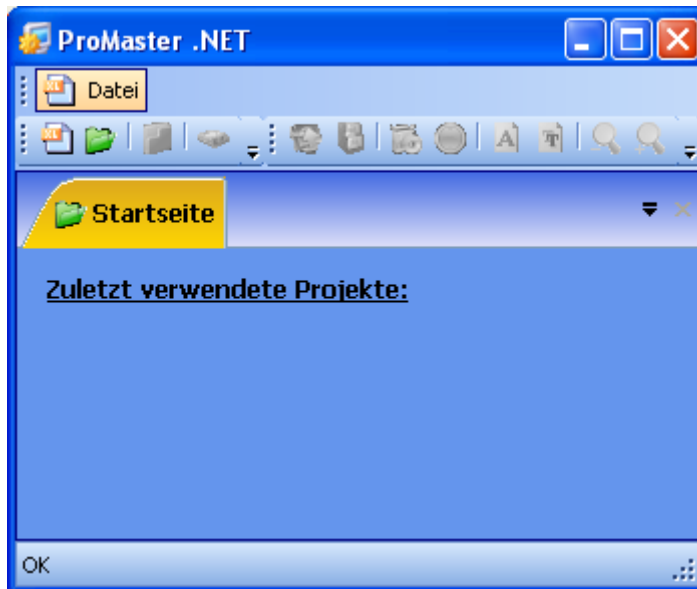 ProMaster .NET
Datei
Startseite
Zuletzt verwendete Projekte:
OK